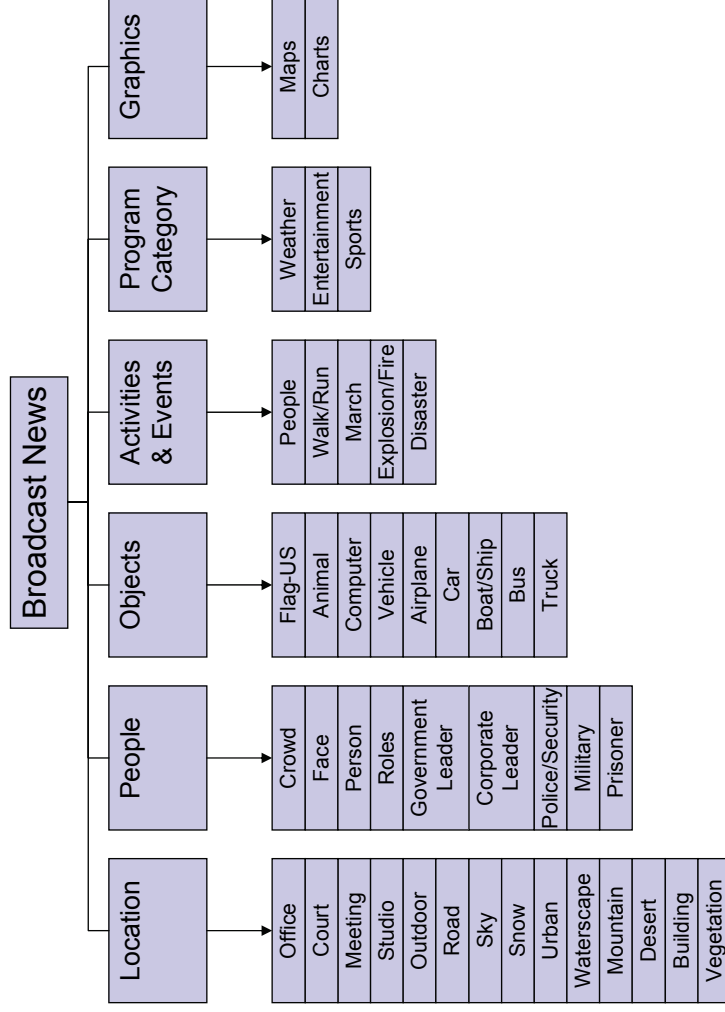 Broadcast News
Location
Office
Court
Meeting
Studio
Outdoor
Road
Sky
Snow
Urban
Waterscape
Mountain
Desert
Building
Vegetation
People
Crowd
Face
Person
Roles
Government
Leader
Corporate
Leader
Police/Security
Military
Prisoner
Objects
Flag-US
Animal
Computer
Vehicle
Airplane
Car
Boat/Ship
Bus
Truck
Activities
& Events
People
Walk/Run
March
Explosion/Fire
Disaster
Program
Category
Weather
Entertainment
Sports
Graphics
Maps
Charts